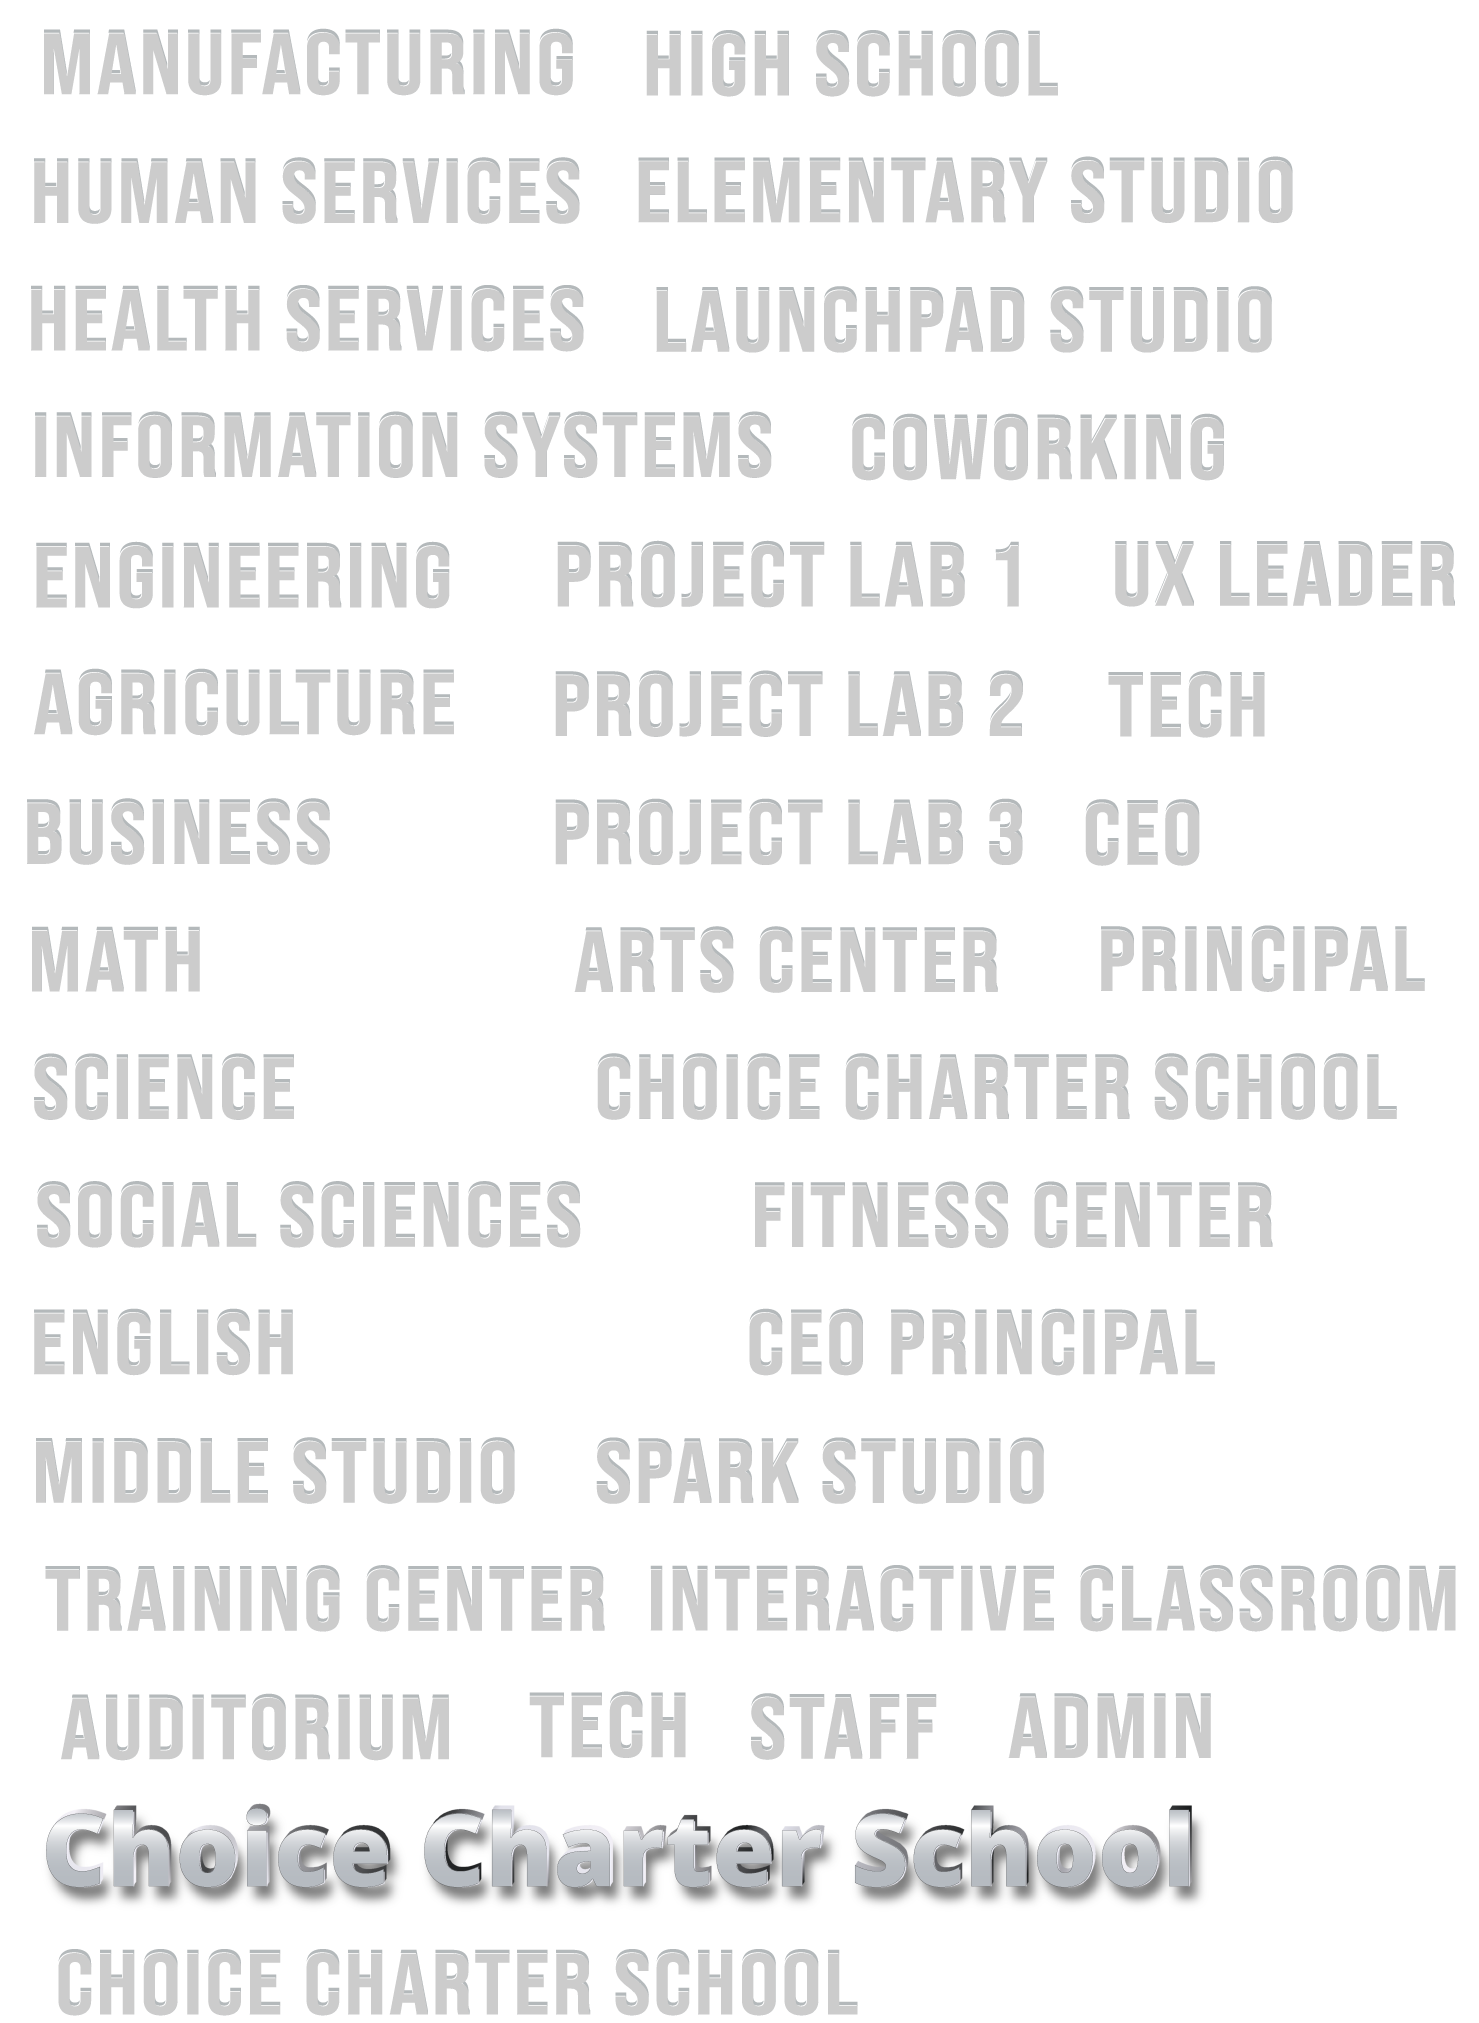 MANUFACTURING HIGH SCHOOL
HUMAN SERVICES ELEMENTARY STUDIO
HEALTH SERVICES LAUNCHPAD STUDIO
INFORMATION SYSTEMS COWORKING
ENGINEERING PROJECT LAB 1 UX LEADER
AGRICULTURE PROJECT LAB 2 TECH
BUSINESS PROJECT LAB 3 CEO
MATH ARTS CENTER PRINCIPAL
SCIENCE CHOICE CHARTER SCHOOL
SOCIAL SCIENCES FITNESS CENTER
ENGLISH CEO PRINCIPAL
MIDDLE STUDIO SPARK STUDIO
TRAINING CENTER INTERACTIVE CLASSROOM
AUDITORIUM TECH STAFF ADMIN
Choice Charter School
CHOICE CHARTER SCHOOL